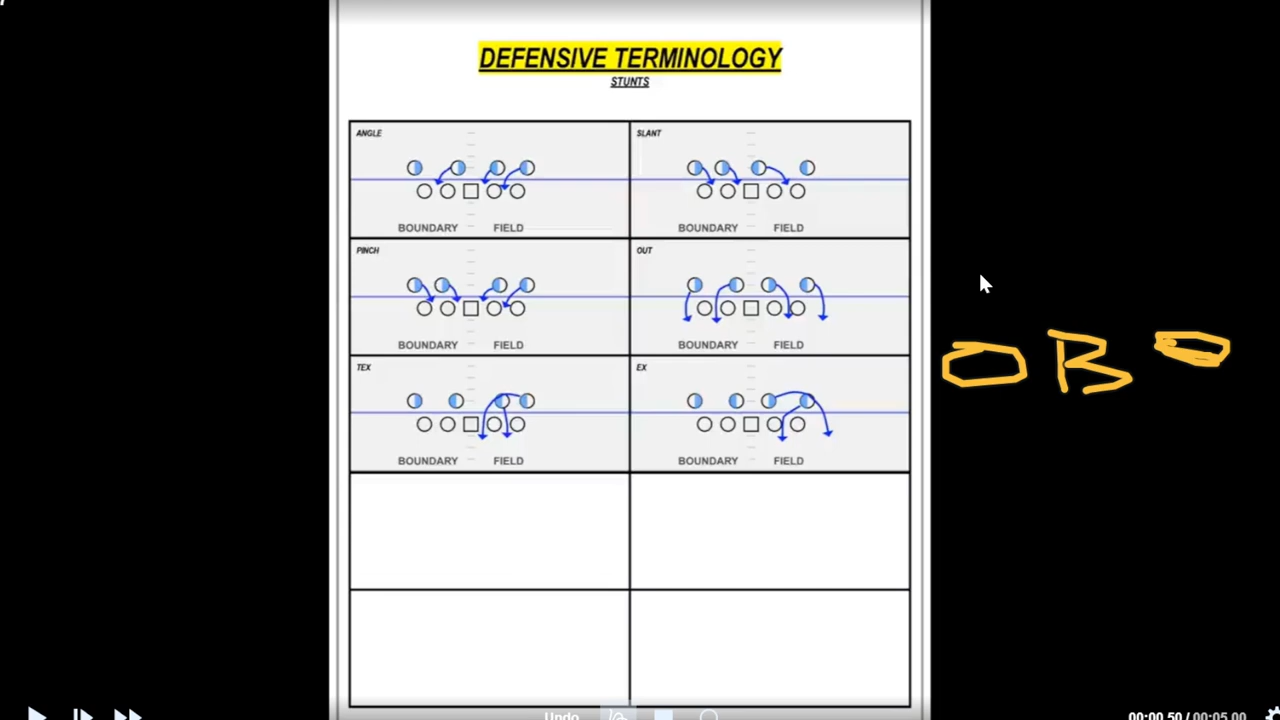 DEFENSIVE TERMINOLOGY
STUNTS
ANGLE
BOUNDARY FIELD
SLANT
BOUNDARY FIELD
PINCH
BOUNDARY FIELD
OUT
BOUNDARY FIELD
TEX
BOUNDARY FIELD
EX
BOUNDARY FIELD
O B O
Undo
00:00.50 / 00:05.00